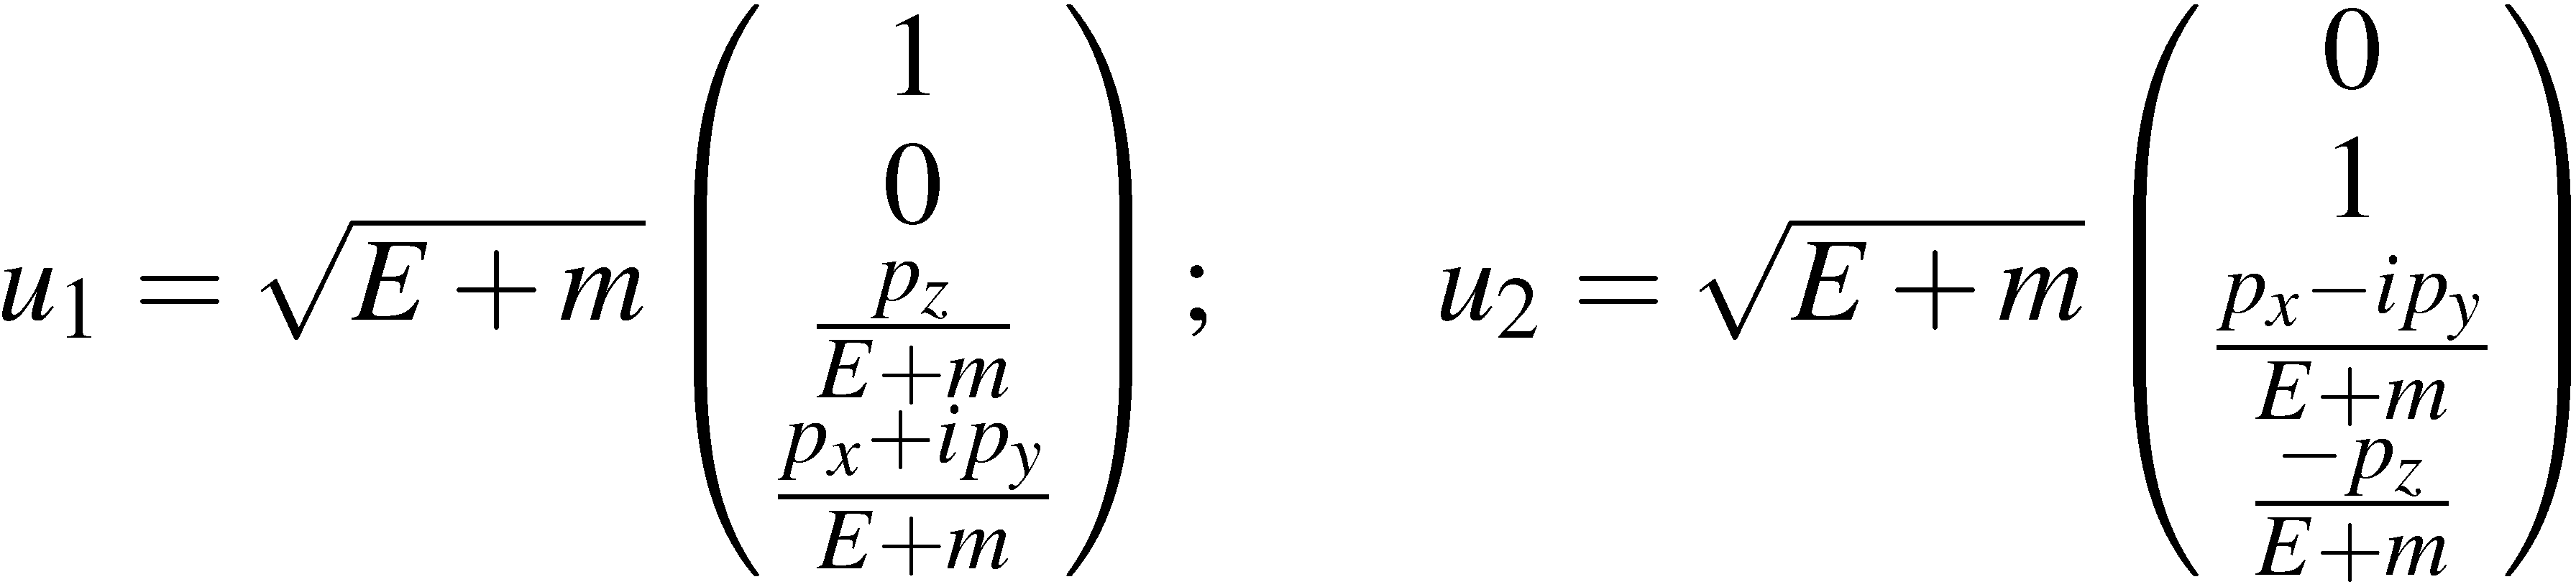 u_1 = \sqrt{E+m} \begin{pmatrix} 1 \\ 0 \\ \frac{p_z}{E+m} \\ \frac{p_x+ip_y}{E+m} \end{pmatrix} ; \quad u_2 = \sqrt{E+m} \begin{pmatrix} 0 \\ 1 \\ \frac{p_x-ip_y}{E+m} \\ \frac{-p_z}{E+m} \end{pmatrix}